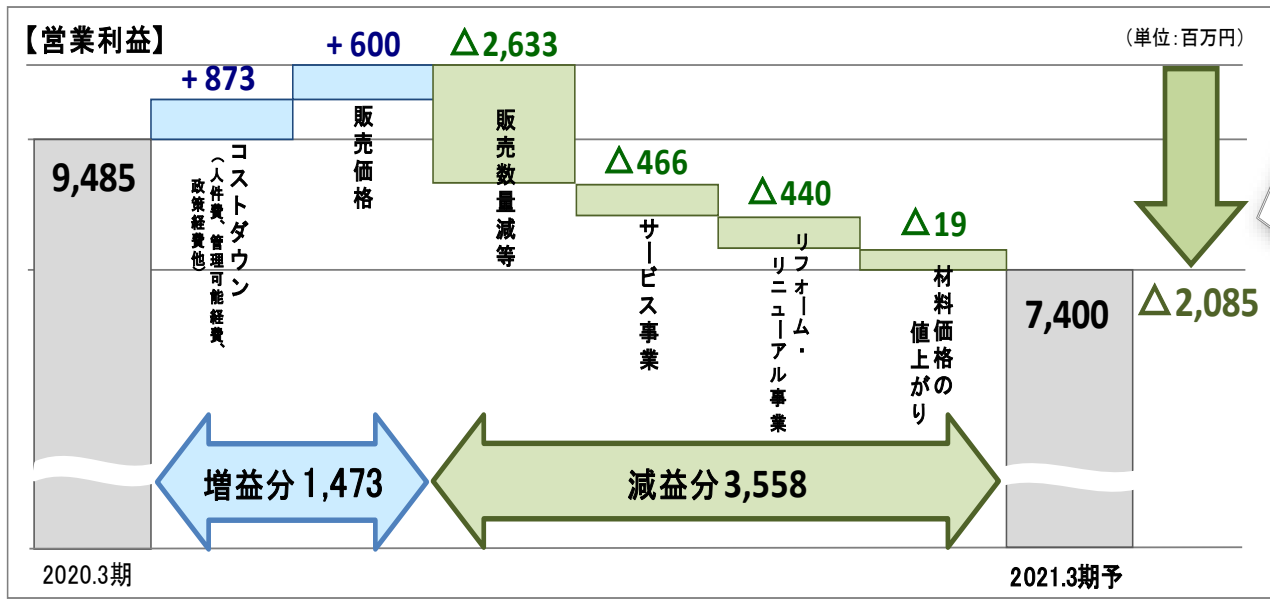 【営業利益】
(単位:百万円)
+873
+600
△2,633
△466
△440
△19
9,485
コストダウン
(人件費、管理可能経費、
政策経費他)
販売価格
販売数量減等
サービス事業
リフォーム・
リニューアル事業
材料価格の
値上がり
7,400
△2,085
増益分 1,473
減益分 3,558
2020.3期
2021.3期予